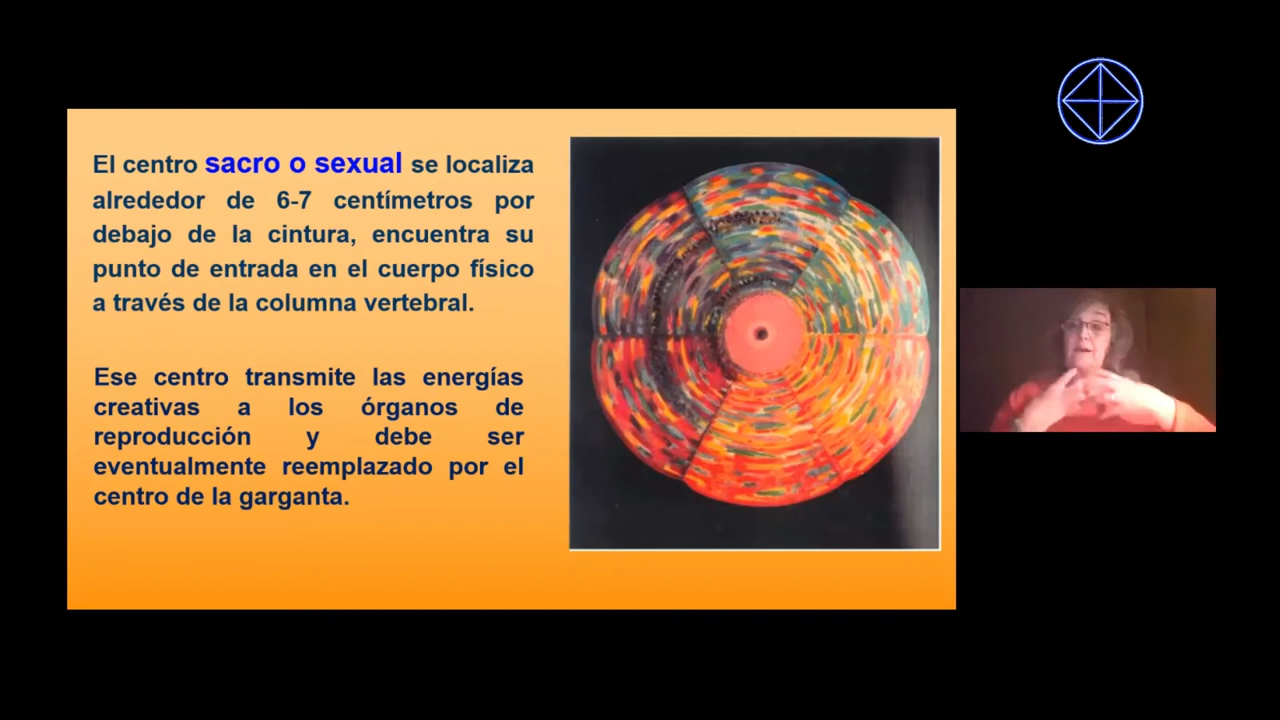 El centro sacro o sexual se localiza
alrededor de 6-7 centímetros por
debajo de la cintura, encuentra su
punto de entrada en el cuerpo físico
a través de la columna vertebral.
Ese centro transmite las energías
creativas a los órganos de
reproducción y debe ser
eventualmente reemplazado por el
centro de la garganta.